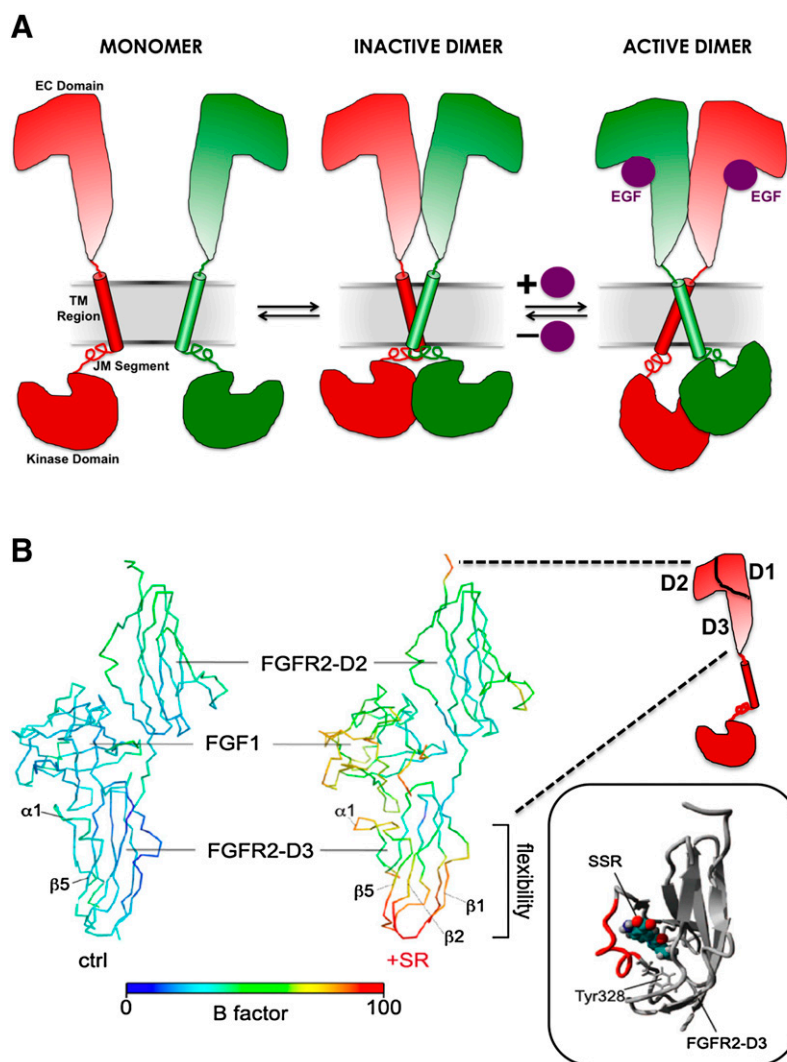 A
MONOMER
INACTIVE DIMER
ACTIVE DIMER
EC Domain
EGF
EGF
+
−
TM
Region
JM Segment
Kinase Domain
B
D2
D1
D3
FGFR2-D2
FGF1
α1
α1
FGFR2-D3
β5
β5
β1
β2
flexibility
ctrl
+SR
0
100
B factor
SSR
Tyr328
FGFR2-D3